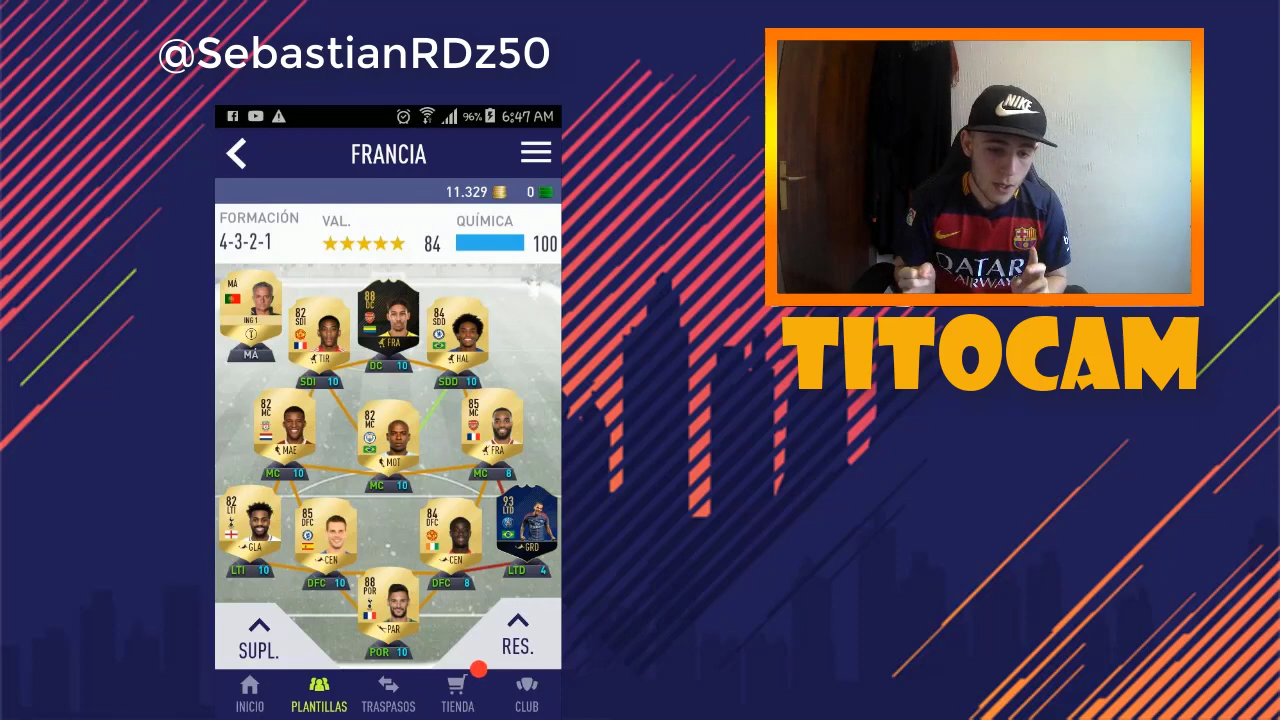 @SebastianRDz50
96% 6:47 AM
FRANCIA
11.329 0
FORMACIÓN VAL. QUÍMICA
4-3-2-1 84 100
MÁ
ING 1
MÁ
82
SDI
TIR
SDI 10
88
DC
FRA
DC 10
84
SDD
HAL
SDD 10
82
MC
MAE
MC 10
82
MC
MOT
MC 10
85
MC
FRA
MC 8
82
LTI
GLA
LTI 10
85
DFC
CEN
DFC 10
84
DFC
CEN
DFC 8
93
LTD
GRD
LTD 4
88
POR
PAR
POR 10
SUPL.
RES.
INICIO PLANTILLAS TRASPASOS TIENDA CLUB
NIKE
QATAR
AIRWAYS
TITOCAM